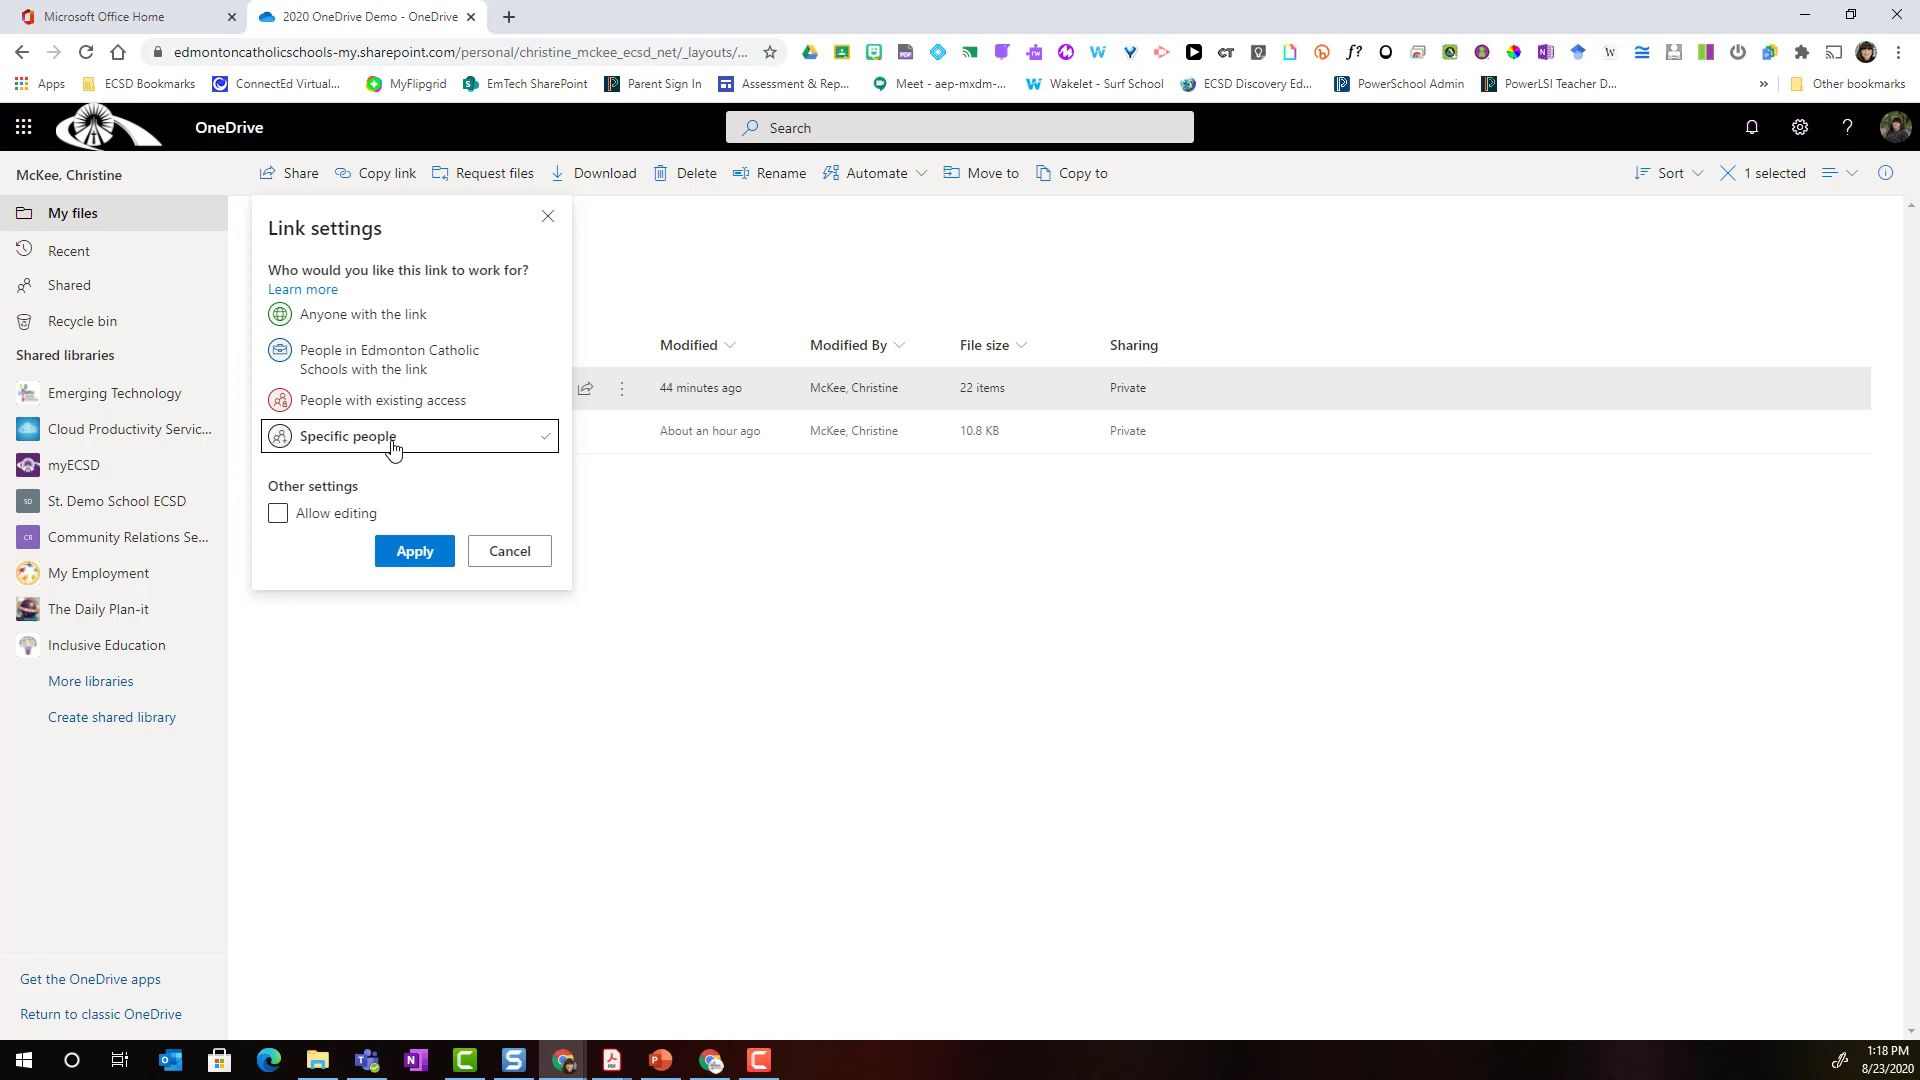 Microsoft Office Home
2020 OneDrive Demo - OneDrive
edmontoncatholicschools-my.sharepoint.com/personal/christine_mckee_ecsd_net/_layouts/...
Apps
ECSD Bookmarks
ConnectEd Virtual...
MyFlipgrid
EmTech SharePoint
Parent Sign In
Assessment & Rep...
Meet - aep-mxdm-...
Wakelet - Surf School
ECSD Discovery Ed...
PowerSchool Admin
PowerLSI Teacher D...
Other bookmarks
OneDrive
Search
McKee, Christine
Share
Copy link
Request files
Download
Delete
Rename
Automate
Move to
Copy to
Sort
1 selected
My files
Recent
Shared
Recycle bin
Shared libraries
Emerging Technology
Cloud Productivity Servic...
myECSD
SD
St. Demo School ECSD
CR
Community Relations Se...
My Employment
The Daily Plan-it
Inclusive Education
More libraries
Create shared library
Get the OneDrive apps
Return to classic OneDrive
Link settings
Who would you like this link to work for?
Learn more
Anyone with the link
People in Edmonton Catholic
Schools with the link
People with existing access
Specific people
Other settings
Allow editing
Apply
Cancel
Modified
Modified By
File size
Sharing
44 minutes ago
McKee, Christine
22 items
Private
About an hour ago
McKee, Christine
10.8 KB
Private
1:18 PM
8/23/2020